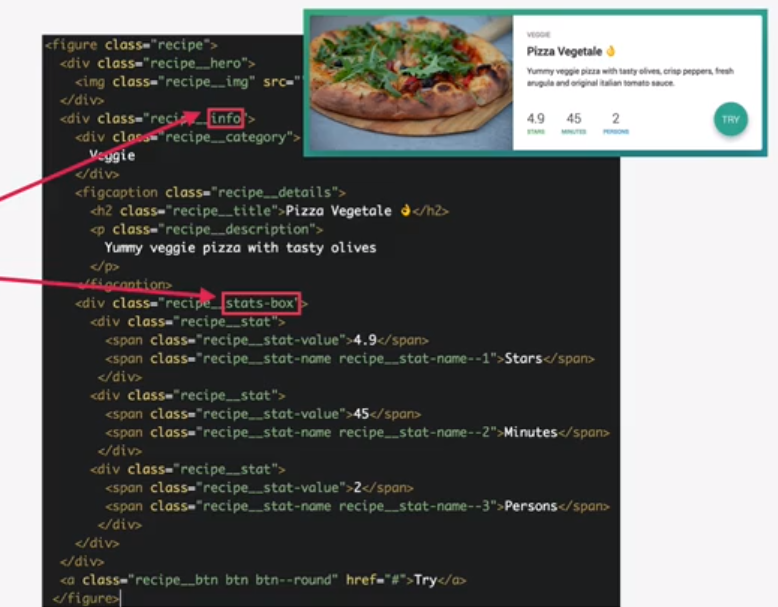 <figure class="recipe">
<div class="recipe__hero">
<img class="recipe__img" src="
</div>
<div class="recipe__info">
<div class="recipe__category">
Veggie
</div>
<figcaption class="recipe__details">
<h2 class="recipe__title">Pizza Vegetale 👌</h2>
<p class="recipe__description">
Yummy veggie pizza with tasty olives
</p>
</figcaption>
<div class="recipe__stats-box">
<div class="recipe__stat">
<span class="recipe__stat-value">4.9</span>
<span class="recipe__stat-name recipe__stat-name--1">Stars</span>
</div>
<div class="recipe__stat">
<span class="recipe__stat-value">45</span>
<span class="recipe__stat-name recipe__stat-name--2">Minutes</span>
</div>
<div class="recipe__stat">
<span class="recipe__stat-value">2</span>
<span class="recipe__stat-name recipe__stat-name--3">Persons</span>
</div>
</div>
</div>
<a class="recipe__btn btn btn--round" href="#">Try</a>
</figure>
VEGGIE
Pizza Vegetale 👌
Yummy veggie pizza with tasty olives, crisp peppers, fresh
arugula and original italian tomato sauce.
4.9 45 2
STARS MINUTES PERSONS
TRY